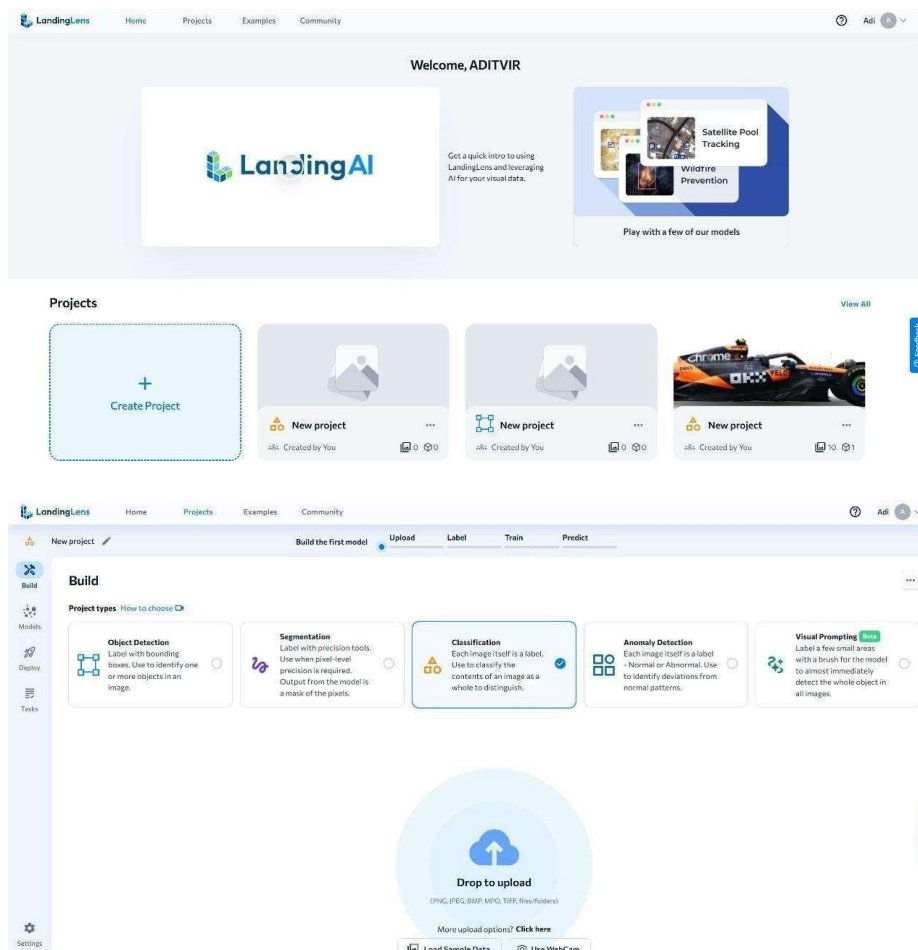 LandingLens Home Projects Examples Community Adi A
Welcome, ADITVIR
LandingAI
Get a quick intro to using
LandingLens and leveraging
AI for your visual data.
Satellite Pool
Tracking
Wildfire
Prevention
Play with a few of our models
Projects View All
Feedback
Create Project
New project ...
Created by You 0 0
New project ...
Created by You 0 0
chrome
OKX
VELO
New project ...
Created by You 10 1
LandingLens Home Projects Examples Community Adi A
New project Build the first model Upload Label Train Predict
Build
Models
Deploy
Tasks
Settings
Build ...
Project types How to choose
Object Detection
Label with bounding
boxes. Use to identify one
or more objects in an
image.
Segmentation
Label with precision tools.
Use when pixel-level
precision is required.
Output from the model is
a mask of the pixels.
Classification
Each image itself is a label.
Use to classify the
contents of an image as a
whole to distinguish.
Anomaly Detection
Each image itself is a label
- Normal or Abnormal. Use
to identify deviations from
normal patterns.
Visual Prompting Beta
Label a few small areas
with a brush for the model
to almost immediately
detect the whole object in
all images.
Drop to upload
(PNG, JPEG, BMP, MPO, TIFF, files/folders)
More upload options? Click here
Load Sample Data Use WebCam